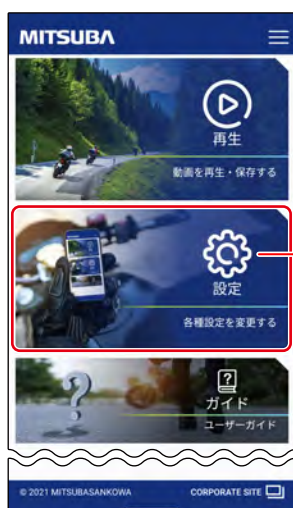 MITSUBA
再生
動画を再生・保存する
設定
各種設定を変更する
ガイド
ユーザーガイド
© 2021 MITSUBASANKOWA CORPORATE SITE